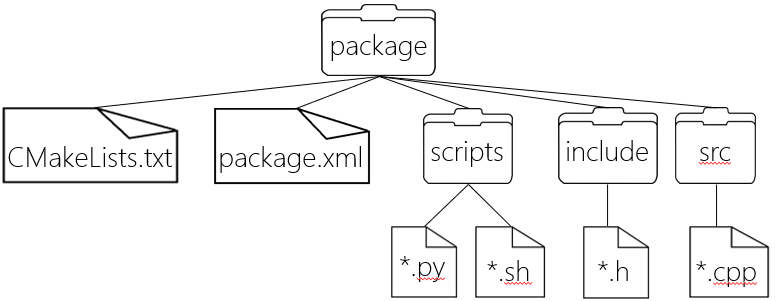 package
CMakeLists.txt
package.xml
scripts
include
src
*.py
*.sh
*.h
*.cpp